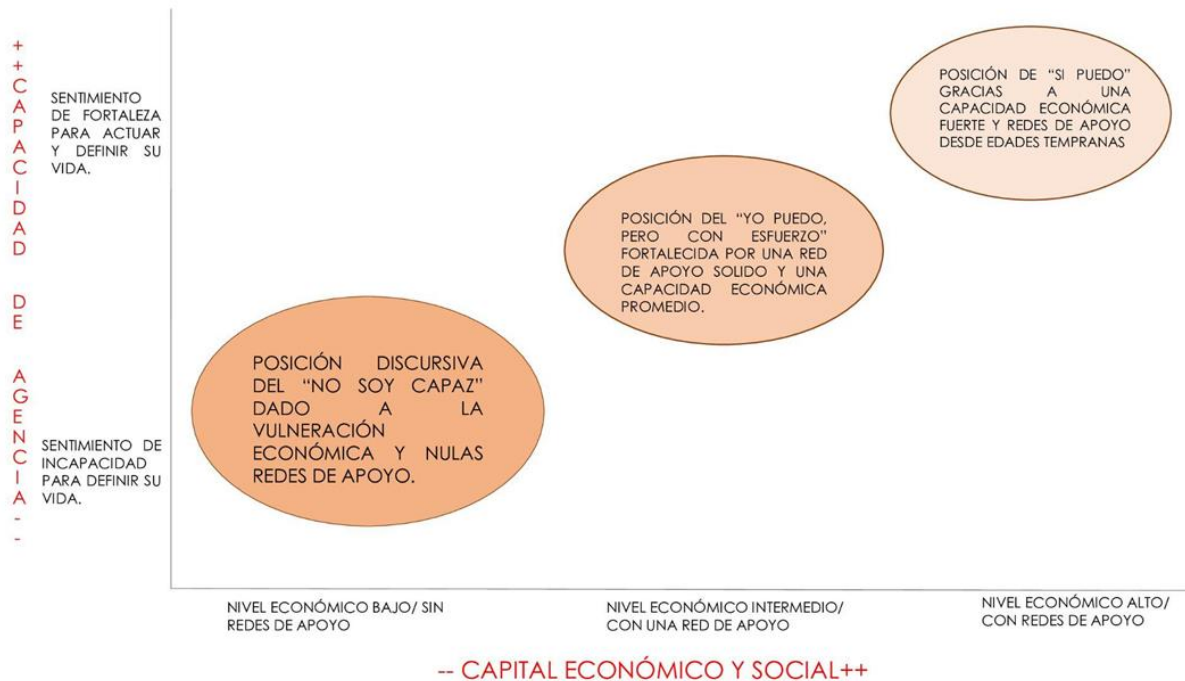 + + CAPACIDAD DE AGENCIA - -
SENTIMIENTO
DE FORTALEZA
PARA ACTUAR
Y DEFINIR SU
VIDA.
SENTIMIENTO DE
INCAPACIDAD
PARA DEFINIR SU
VIDA.
POSICIÓN DE “SI PUEDO”
GRACIAS A UNA
CAPACIDAD ECONÓMICA
FUERTE Y REDES DE APOYO
DESDE EDADES TEMPRANAS
POSICIÓN DEL “YO PUEDO,
PERO CON ESFUERZO”
FORTALECIDA POR UNA RED
DE APOYO SOLIDO Y UNA
CAPACIDAD ECONÓMICA
PROMEDIO.
POSICIÓN DISCURSIVA
DEL “NO SOY CAPAZ”
DADO A LA
VULNERACIÓN
ECONÓMICA Y NULAS
REDES DE APOYO.
NIVEL ECONÓMICO BAJO/ SIN
REDES DE APOYO
NIVEL ECONÓMICO INTERMEDIO/
CON UNA RED DE APOYO
NIVEL ECONÓMICO ALTO/
CON REDES DE APOYO
-- CAPITAL ECONÓMICO Y SOCIAL++